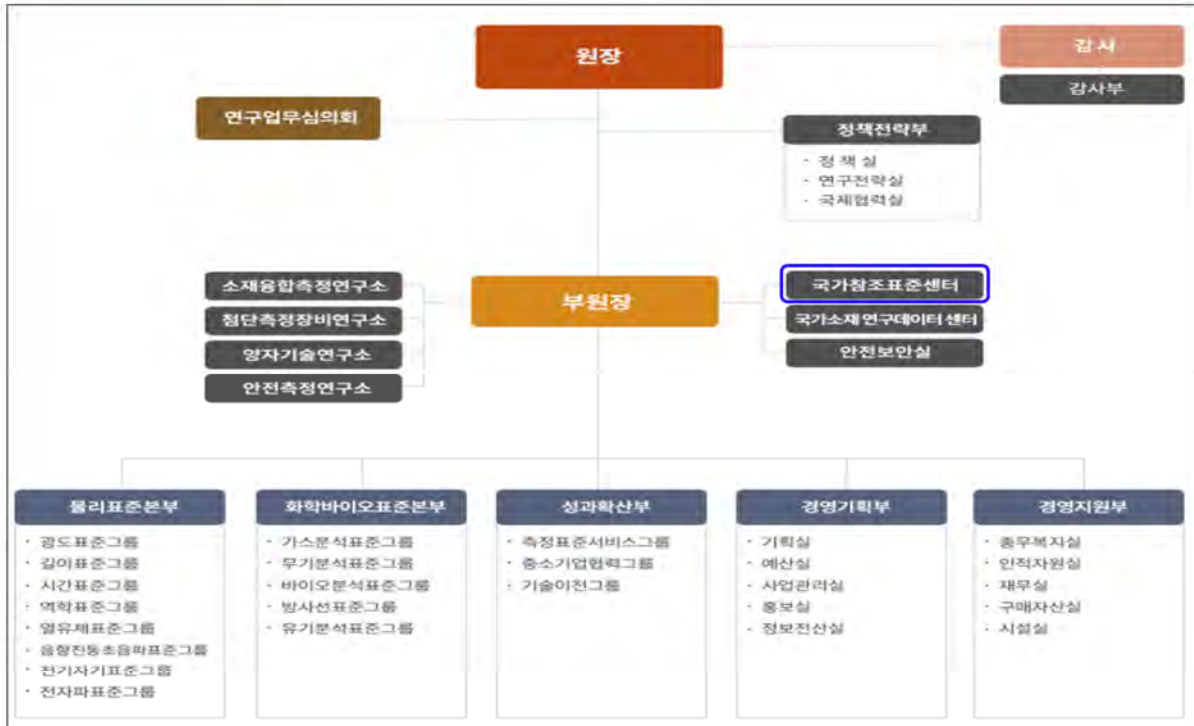 원장
감사
감사부
연구업무심의회
정책전략부
· 정책실
· 연구전략실
· 국제협력실
소재융합측정연구소
첨단측정장비연구소
양자기술연구소
안전측정연구소
부원장
국가참조표준센터
국가소재연구데이터센터
안전보안실
물리표준본부
· 광도표준그룹
· 길이표준그룹
· 시간표준그룹
· 역학표준그룹
· 열유체표준그룹
· 음향진동초음파표준그룹
· 전기자기표준그룹
· 전자파표준그룹
화학바이오표준본부
· 가스분석표준그룹
· 무기분석표준그룹
· 바이오분석표준그룹
· 방사선표준그룹
· 유기분석표준그룹
성과확산부
· 측정표준서비스그룹
· 중소기업협력그룹
· 기술이전그룹
경영기획부
· 기획실
· 예산실
· 사업관리실
· 홍보실
· 정보전산실
경영지원부
· 총무복지실
· 인적자원실
· 재무실
· 구매자산실
· 시설실